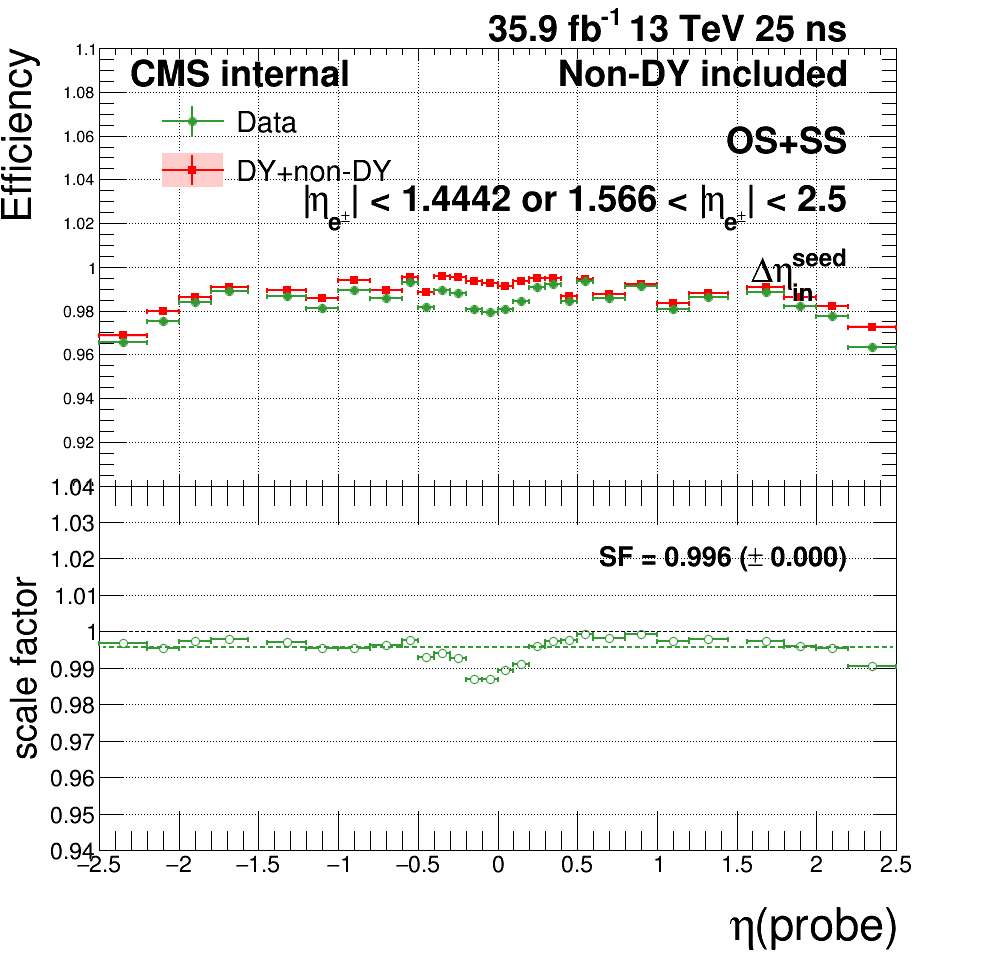 35.9 fb⁻¹ 13 TeV 25 ns
Efficiency
1.1
1.08
1.06
1.04
1.02
1
0.98
0.96
0.94
0.92
CMS internal
Non-DY included
Data
OS+SS
DY+non-DY
|η_e±| < 1.4442 or 1.566 < |η_e±| < 2.5
Δη_in^seed
scale factor
1.04
1.03
1.02
1.01
1
0.99
0.98
0.97
0.96
0.95
0.94
SF = 0.996 (± 0.000)
−2.5 −2 −1.5 −1 −0.5 0 0.5 1 1.5 2 2.5
η(probe)